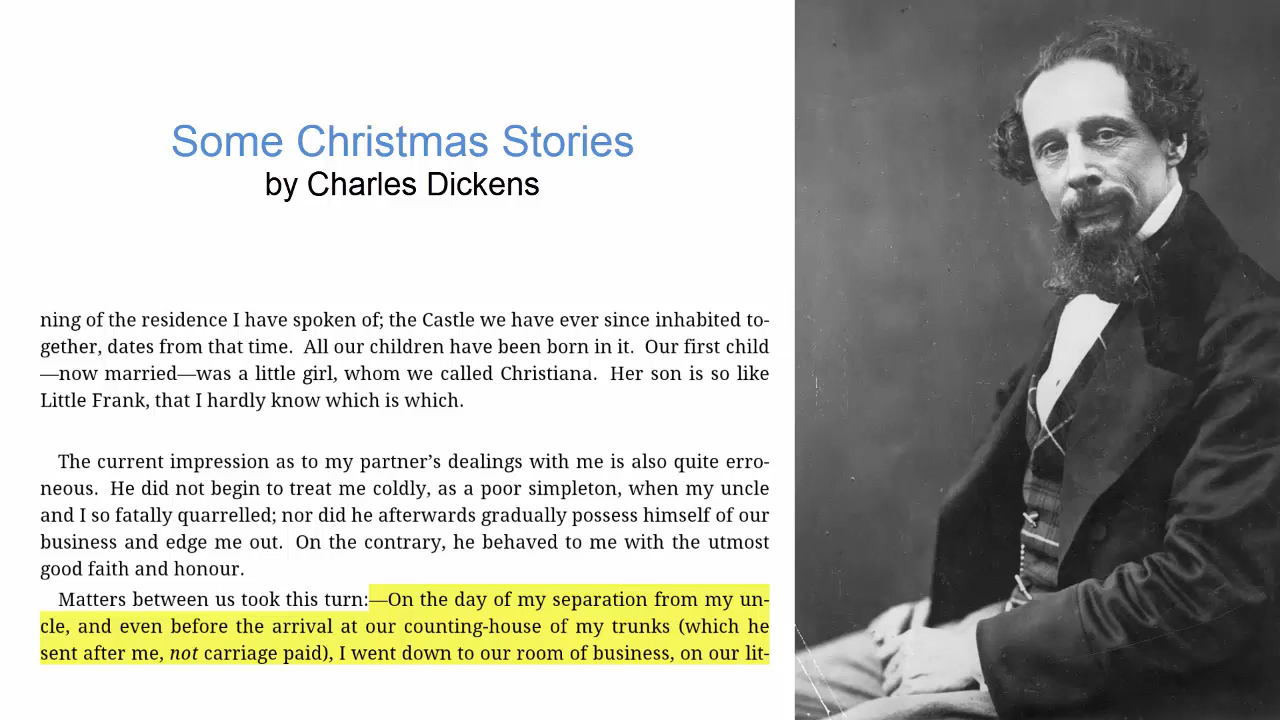 Some Christmas Stories
by Charles Dickens
ning of the residence I have spoken of; the Castle we have ever since inhabited to-
gether, dates from that time.  All our children have been born in it.  Our first child
—now married—was a little girl, whom we called Christiana.  Her son is so like
Little Frank, that I hardly know which is which.
The current impression as to my partner’s dealings with me is also quite erro-
neous.  He did not begin to treat me coldly, as a poor simpleton, when my uncle
and I so fatally quarrelled; nor did he afterwards gradually possess himself of our
business and edge me out.  On the contrary, he behaved to me with the utmost
good faith and honour.
Matters between us took this turn:—On the day of my separation from my un-
cle, and even before the arrival at our counting-house of my trunks (which he
sent after me, not carriage paid), I went down to our room of business, on our lit-